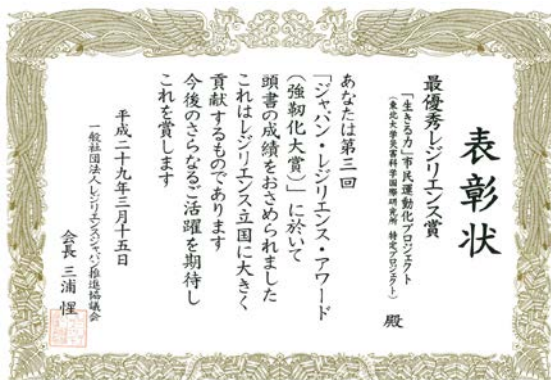 表彰状
最優秀レジリエンス賞
「生きる力」市民運動化プロジェクト
(東北大学災害科学国際研究所 特定プロジェクト)
殿
あなたは第三回
「ジャパン・レジリエンス・アワード
(強靭化大賞)」に於いて
頭書の成績をおさめられました
これはレジリエンス立国に大きく
貢献するものであります
今後のさらなるご活躍を期待し
これを賞します
平成二十九年三月十五日
一般社団法人レジリエンスジャパン推進協議会
会長 三浦 惺